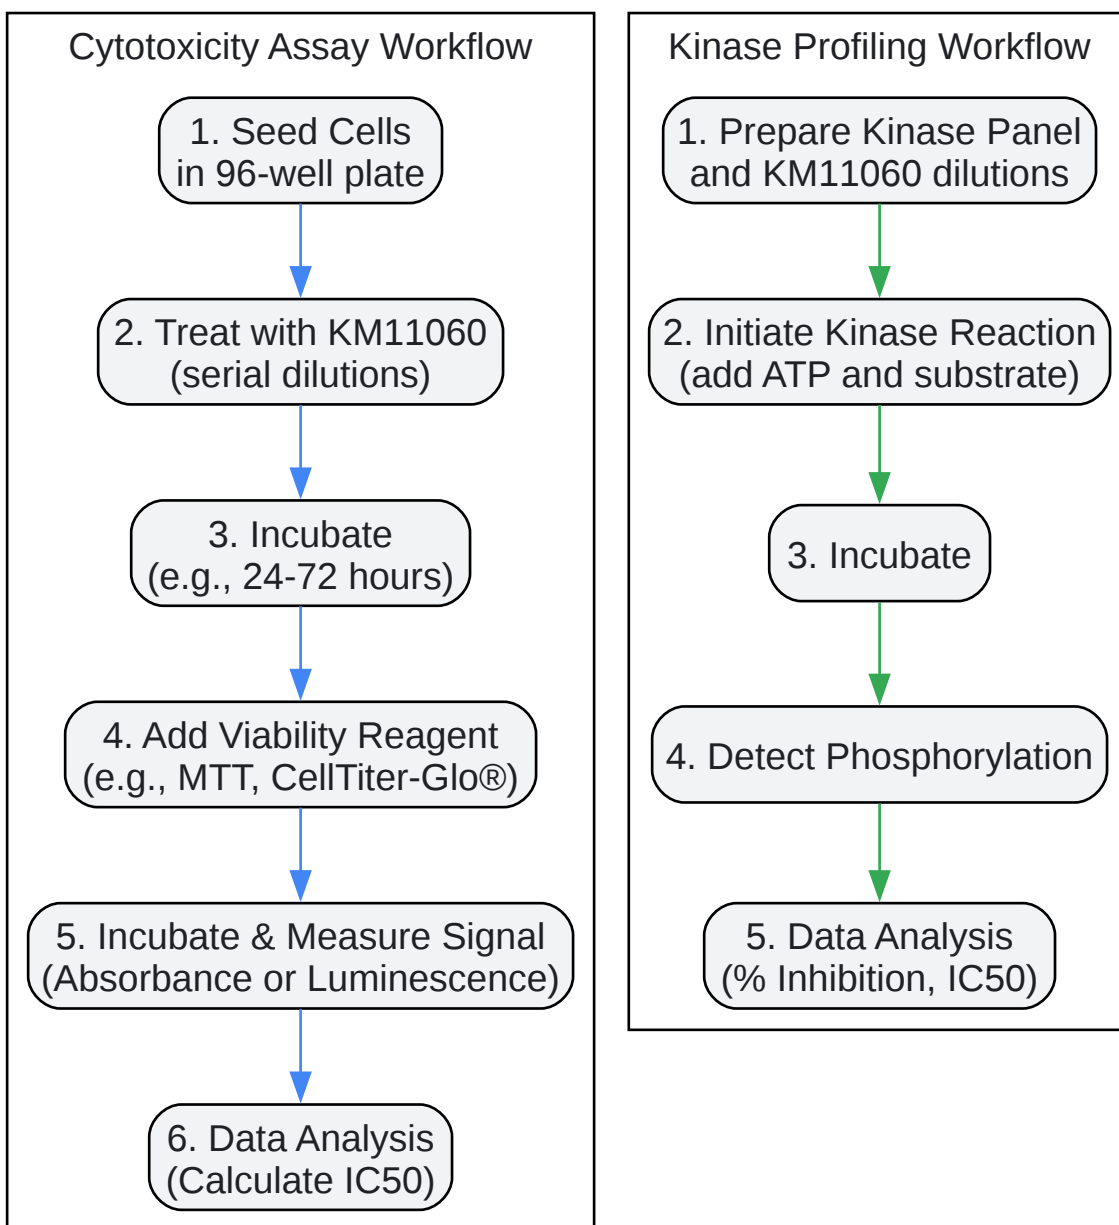 Cytotoxicity Assay Workflow
1. Seed Cells
in 96-well plate
2. Treat with KM11060
(serial dilutions)
3. Incubate
(e.g., 24-72 hours)
4. Add Viability Reagent
(e.g., MTT, CellTiter-Glo®)
5. Incubate & Measure Signal
(Absorbance or Luminescence)
6. Data Analysis
(Calculate IC50)
Kinase Profiling Workflow
1. Prepare Kinase Panel
and KM11060 dilutions
2. Initiate Kinase Reaction
(add ATP and substrate)
3. Incubate
4. Detect Phosphorylation
5. Data Analysis
(% Inhibition, IC50)